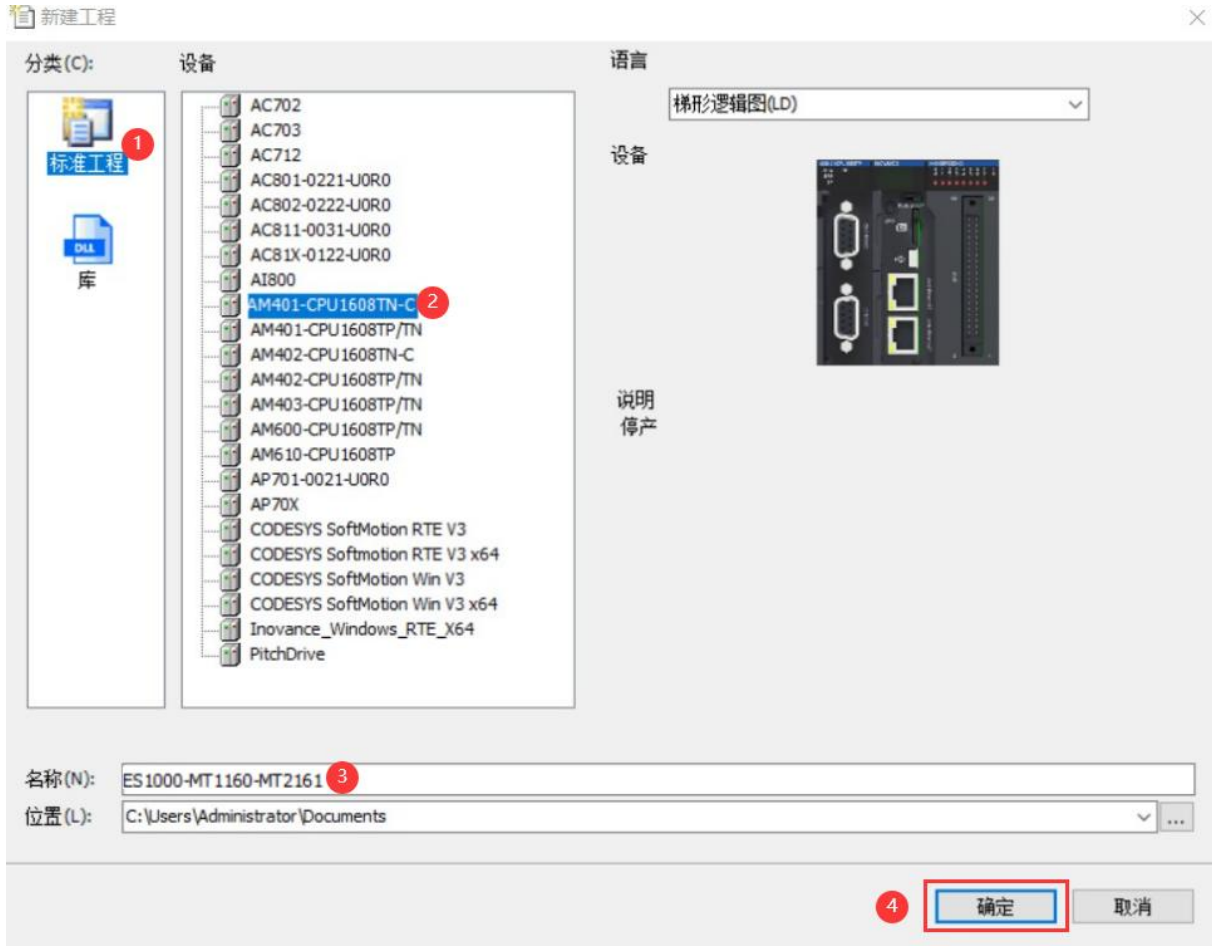 新建工程
分类(C):
设备
语言
标准工程
1
DLL
库
AC702
AC703
AC712
AC801-0221-U0R0
AC802-0222-U0R0
AC811-0031-U0R0
AC81X-0122-U0R0
AI800
AM401-CPU1608TN-C
2
AM401-CPU1608TP/TN
AM402-CPU1608TN-C
AM402-CPU1608TP/TN
AM403-CPU1608TP/TN
AM600-CPU1608TP/TN
AM610-CPU1608TP
AP701-0021-U0R0
AP70X
CODESYS SoftMotion RTE V3
CODESYS Softmotion RTE V3 x64
CODESYS SoftMotion Win V3
CODESYS SoftMotion Win V3 x64
Inovance_Windows_RTE_X64
PitchDrive
梯形逻辑图(LD)
设备
说明
停产
名称(N):
ES1000-MT1160-MT2161
3
位置(L):
C:\Users\Administrator\Documents
...
4
确定
取消